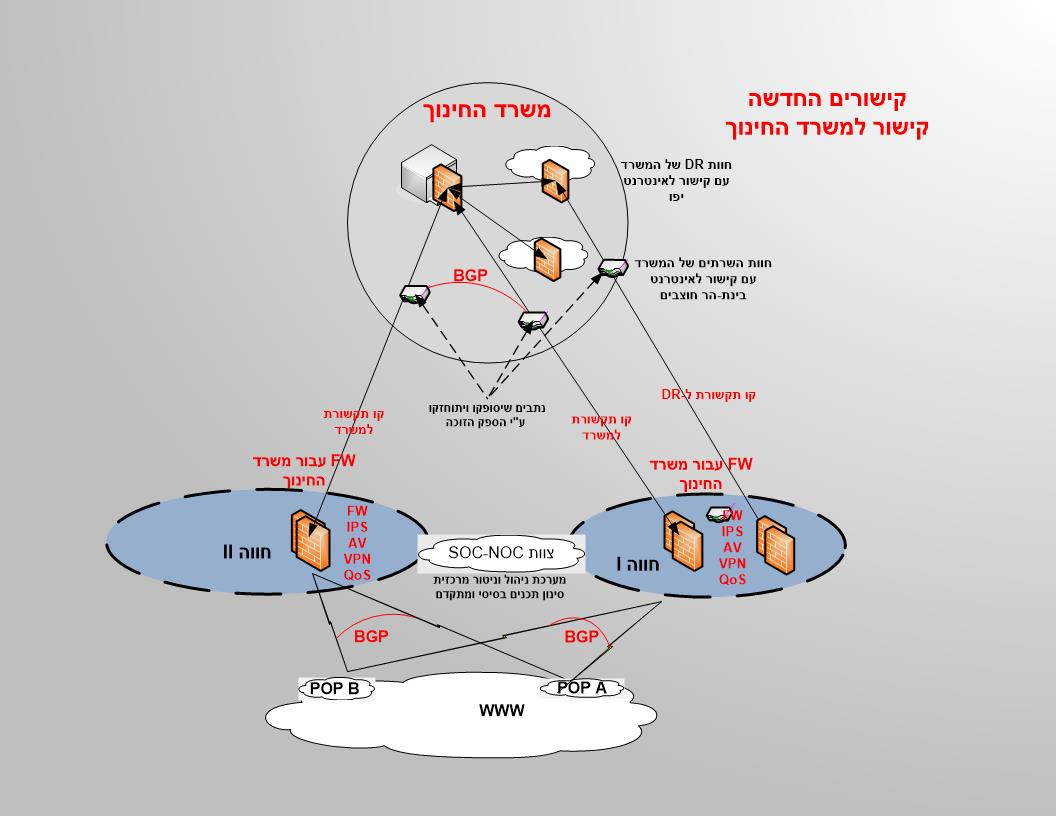 קישורים החדשה
קישור למשרד החינוך
משרד החינוך
חוות DR של המשרד
עם קישור לאינטרנט
יפו
חוות השרתים של המשרד
עם קישור לאינטרנט
בינת-הר חוצבים
BGP
קו תקשורת ל-DR
נתבים שיסופקו ויתוחזקו
ע"י הספק הזוכה
קו תקשורת
למשרד
קו תקשורת
למשרד
FW עבור משרד
החינוך
FW עבור משרד
החינוך
FW
IPS
AV
VPN
QoS
חווה II
FW
IPS
AV
VPN
QoS
חווה I
צוות SOC-NOC
מערכת ניהול וניטור מרכזית
סינון תכנים בסיסי ומתקדם
BGP
BGP
POP B
POP A
WWW